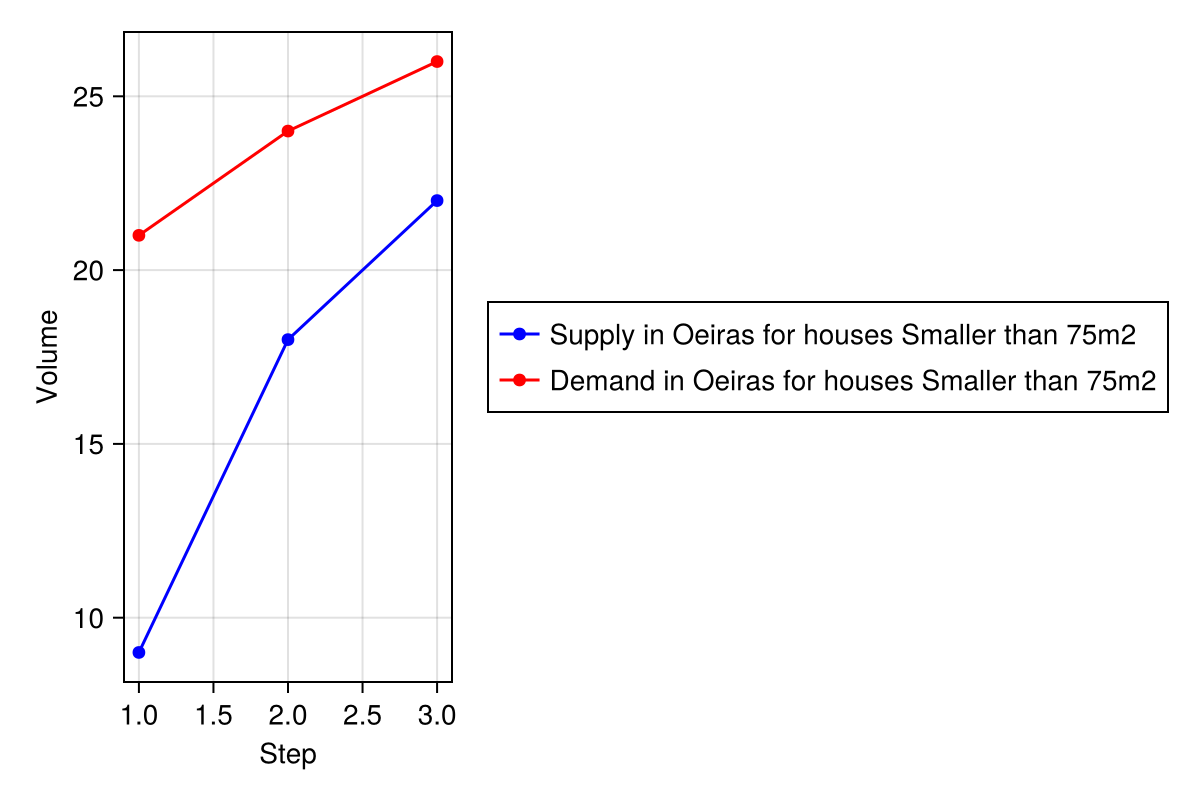 25
20
15
10
Volume
1.0 1.5 2.0 2.5 3.0
Step
Supply in Oeiras for houses Smaller than 75m2
Demand in Oeiras for houses Smaller than 75m2